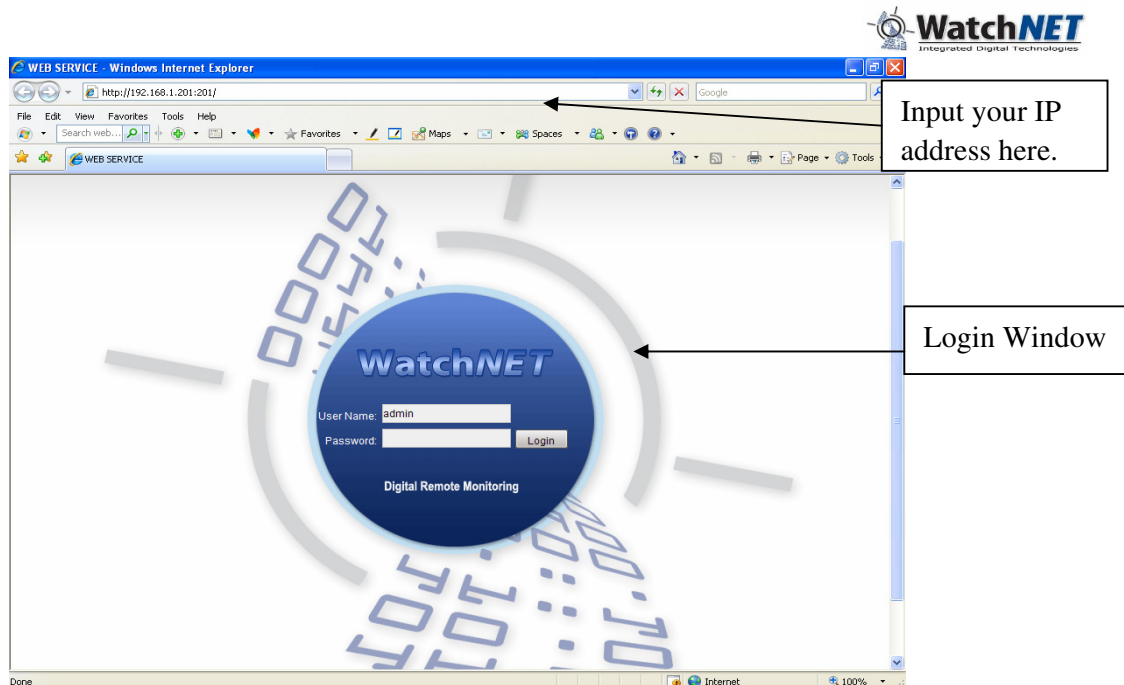 WatchNET
Integrated Digital Technologies
WEB SERVICE - Windows Internet Explorer
http://192.168.1.201:201/
Google
Input your IP
address here.
File Edit View Favorites Tools Help
Search web...
Favorites
Maps
Spaces
WEB SERVICE
Page
Tools
Login Window
WatchNET
User Name: admin
Password:
Login
Digital Remote Monitoring
Done
Internet
100%